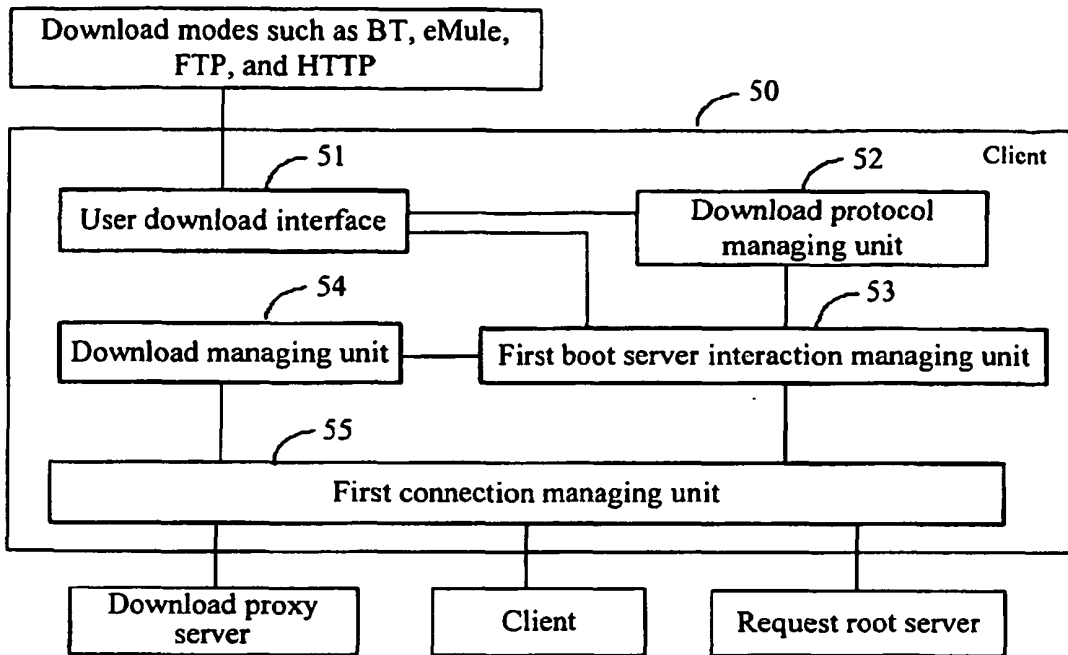 Download modes such as BT, eMule,
FTP, and HTTP
50
Client
51
52
User download interface
Download protocol
managing unit
54
53
Download managing unit
First boot server interaction managing unit
55
First connection managing unit
Download proxy
server
Client
Request root server